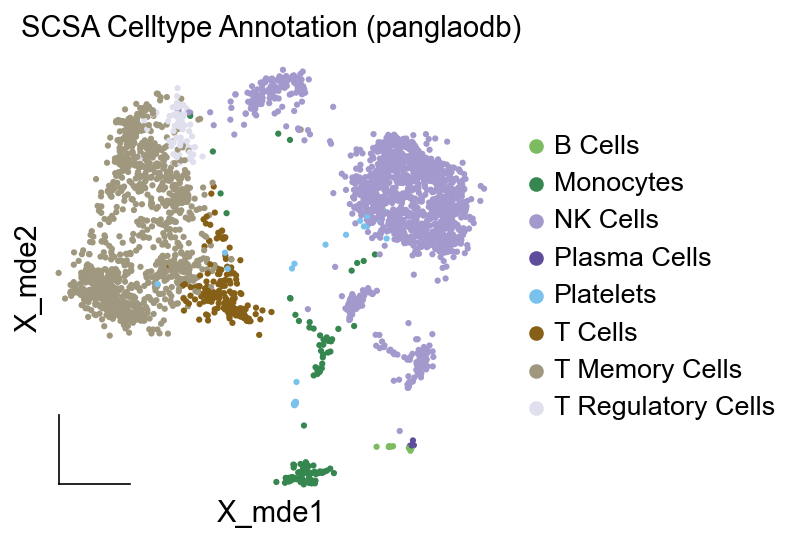 SCSA Celltype Annotation (panglaodb)
B Cells
Monocytes
NK Cells
Plasma Cells
Platelets
T Cells
T Memory Cells
T Regulatory Cells
X_mde2
X_mde1